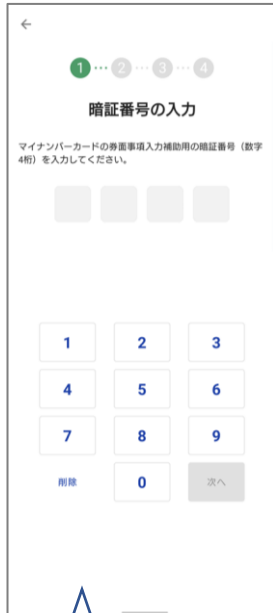 1 2 3 4
暗証番号の入力
マイナンバーカードの券面事項入力補助用の暗証番号（数字
4桁）を入力してください。
1 2 3
4 5 6
7 8 9
削除 0 次へ